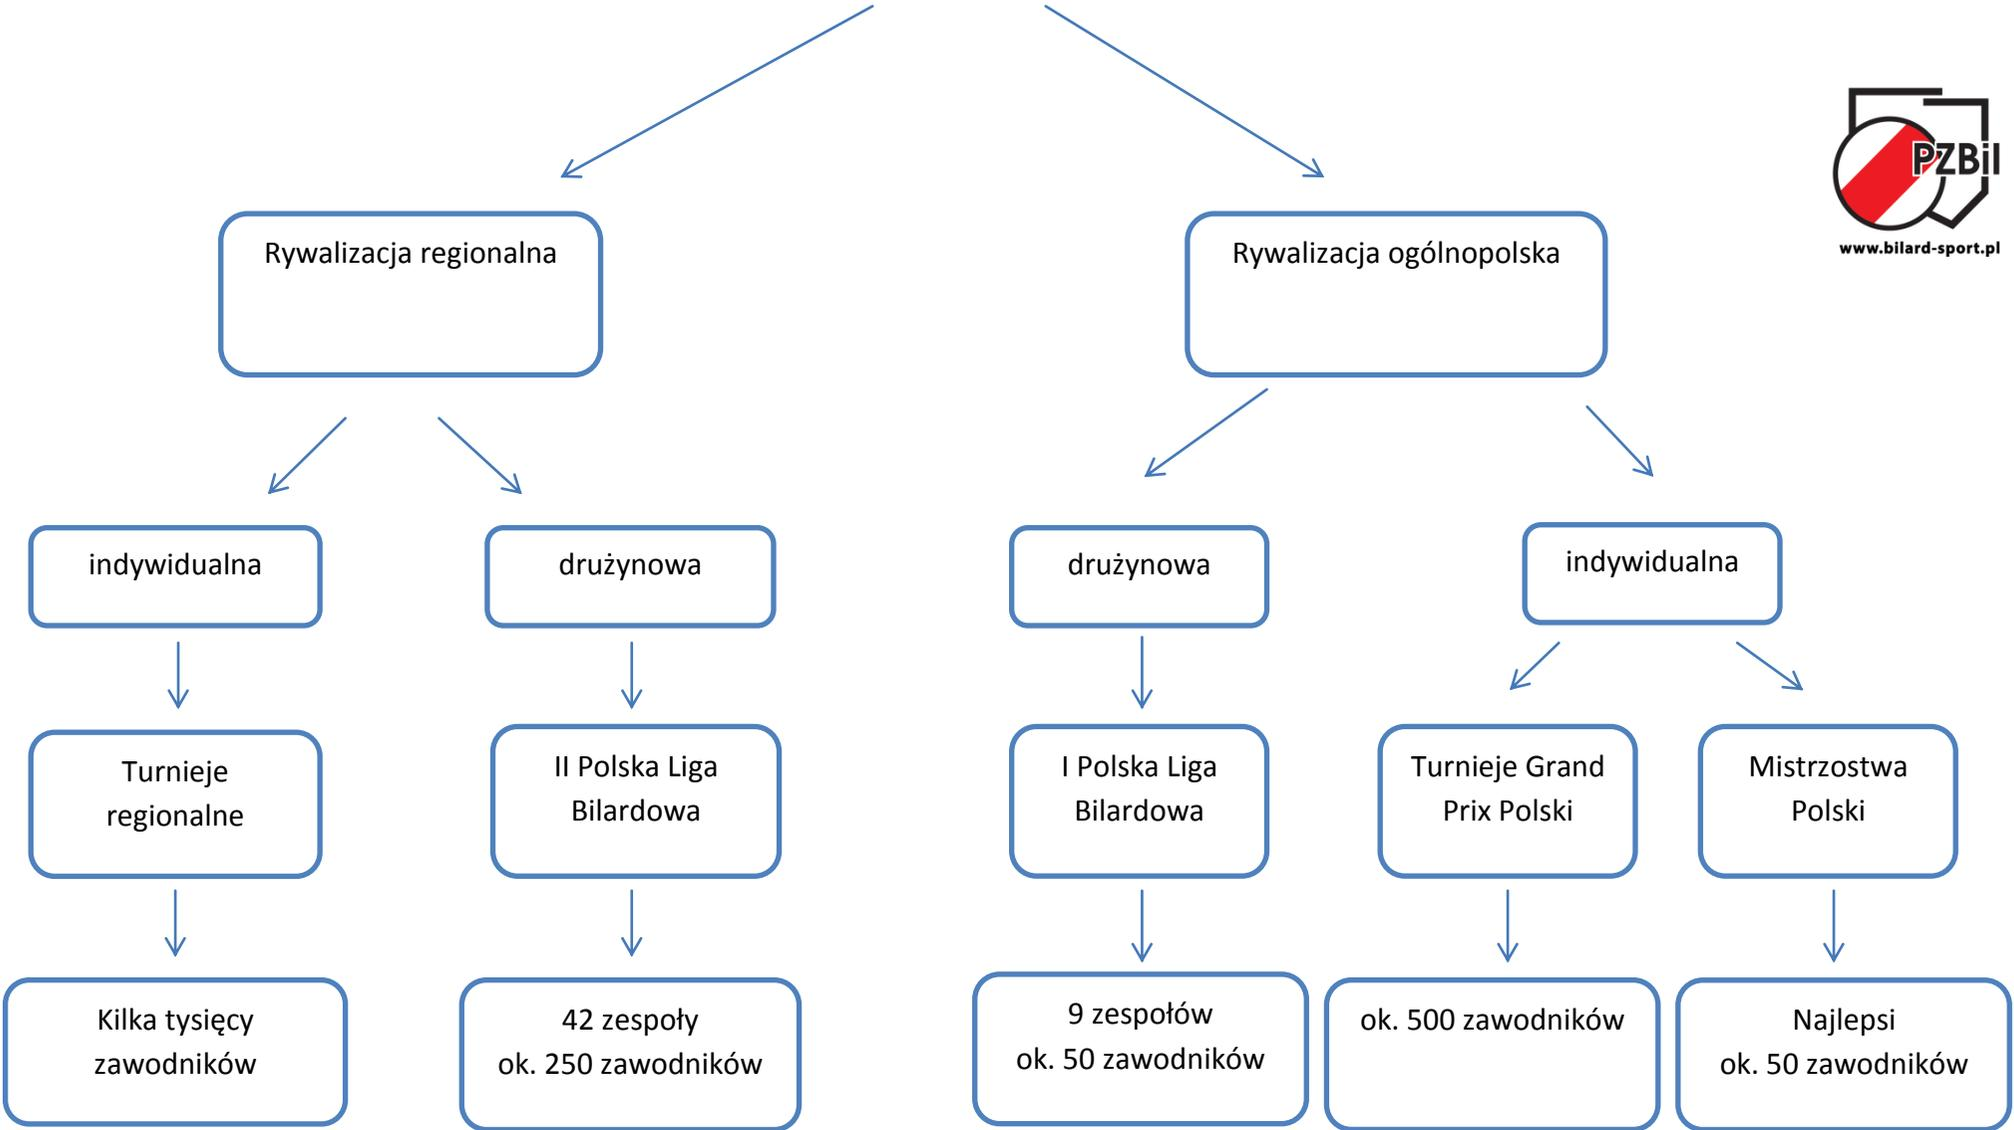 PZBil
www.bilard-sport.pl
Rywalizacja regionalna
Rywalizacja ogólnopolska
indywidualna
drużynowa
drużynowa
indywidualna
Turnieje
regionalne
II Polska Liga
Bilardowa
I Polska Liga
Bilardowa
Turnieje Grand
Prix Polski
Mistrzostwa
Polski
Kilka tysięcy
zawodników
42 zespoły
ok. 250 zawodników
9 zespołów
ok. 50 zawodników
ok. 500 zawodników
Najlepsi
ok. 50 zawodników